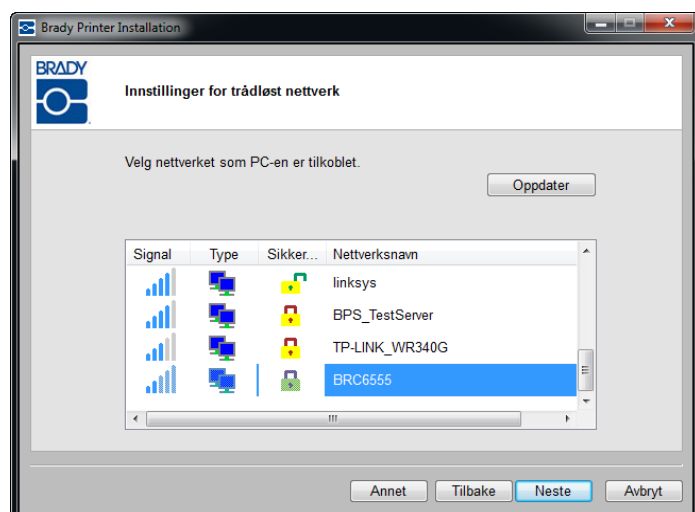 Brady Printer Installation
BRADY
Innstillinger for trådløst nettverk
Velg nettverket som PC-en er tilkoblet.
Oppdater
Signal Type Sikker... Nettverksnavn
linksys
BPS_TestServer
TP-LINK_WR340G
BRC6555
Annet Tilbake Neste Avbryt